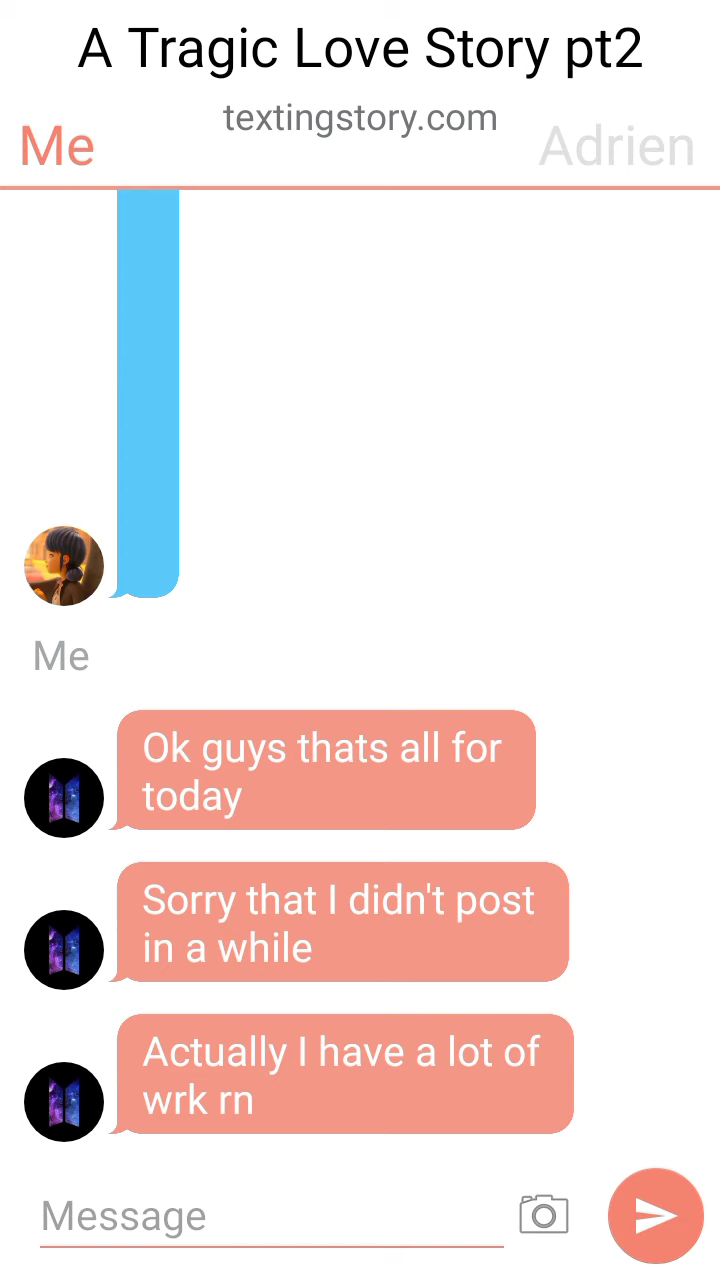 A Tragic Love Story pt2
textingstory.com
Me
Adrien
Me
Ok guys thats all for
today
Sorry that I didn't post
in a while
Actually I have a lot of
wrk rn
Message